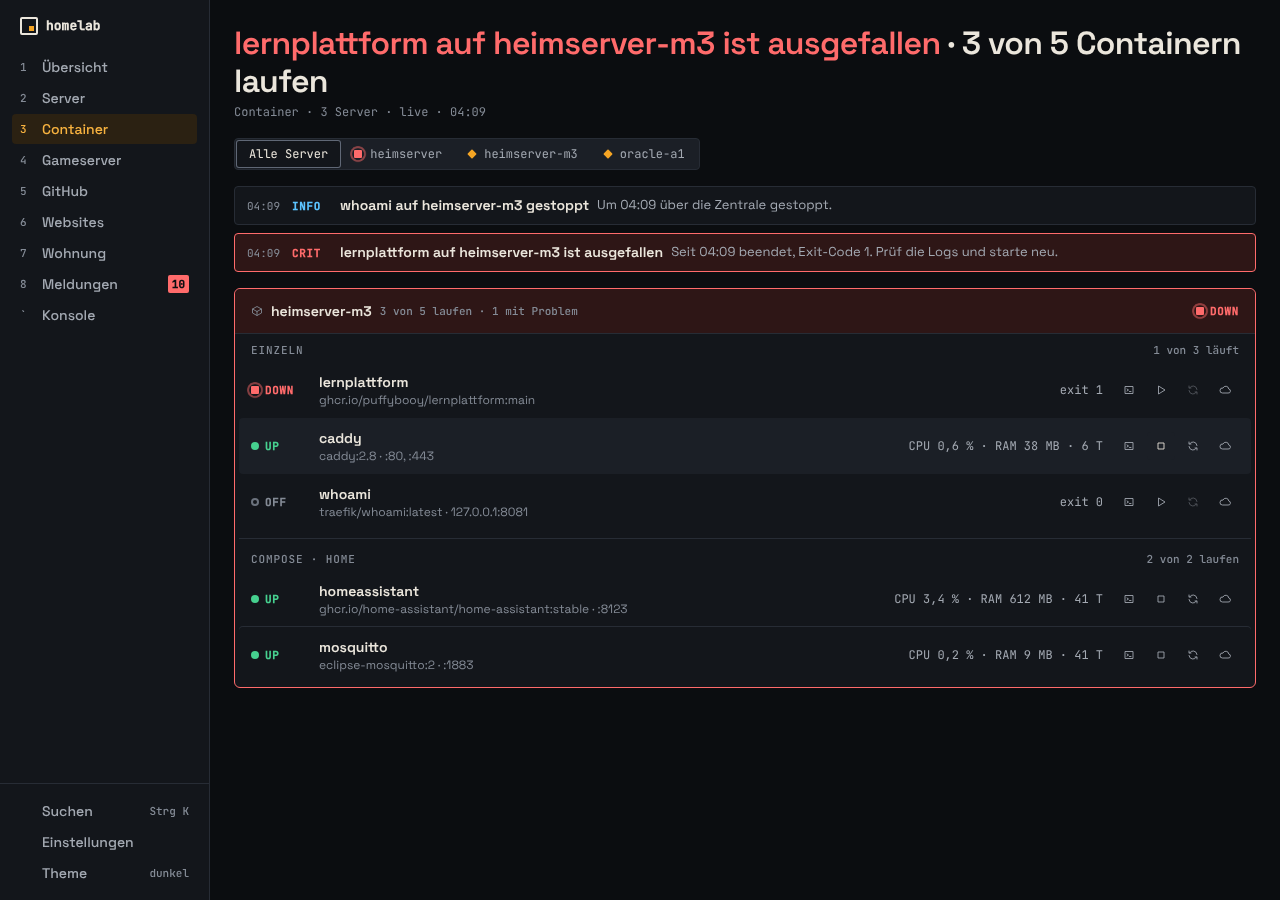 homelab
1 Übersicht
2 Server
3 Container
4 Gameserver
5 GitHub
6 Websites
7 Wohnung
8 Meldungen 10
` Konsole
Suchen Strg K
Einstellungen
Theme dunkel
lernplattform auf heimserver-m3 ist ausgefallen · 3 von 5 Containern
laufen
Container · 3 Server · live · 04:09
Alle Server heimserver heimserver-m3 oracle-a1
04:09 INFO whoami auf heimserver-m3 gestoppt Um 04:09 über die Zentrale gestoppt.
04:09 CRIT lernplattform auf heimserver-m3 ist ausgefallen Seit 04:09 beendet, Exit-Code 1. Prüf die Logs und starte neu.
heimserver-m3 3 von 5 laufen · 1 mit Problem DOWN
EINZELN 1 von 3 läuft
DOWN lernplattform exit 1
ghcr.io/puffybooy/lernplattform:main
UP caddy CPU 0,6 % · RAM 38 MB · 6 T
caddy:2.8 · :80, :443
OFF whoami exit 0
traefik/whoami:latest · 127.0.0.1:8081
COMPOSE · HOME 2 von 2 laufen
UP homeassistant CPU 3,4 % · RAM 612 MB · 41 T
ghcr.io/home-assistant/home-assistant:stable · :8123
UP mosquitto CPU 0,2 % · RAM 9 MB · 41 T
eclipse-mosquitto:2 · :1883